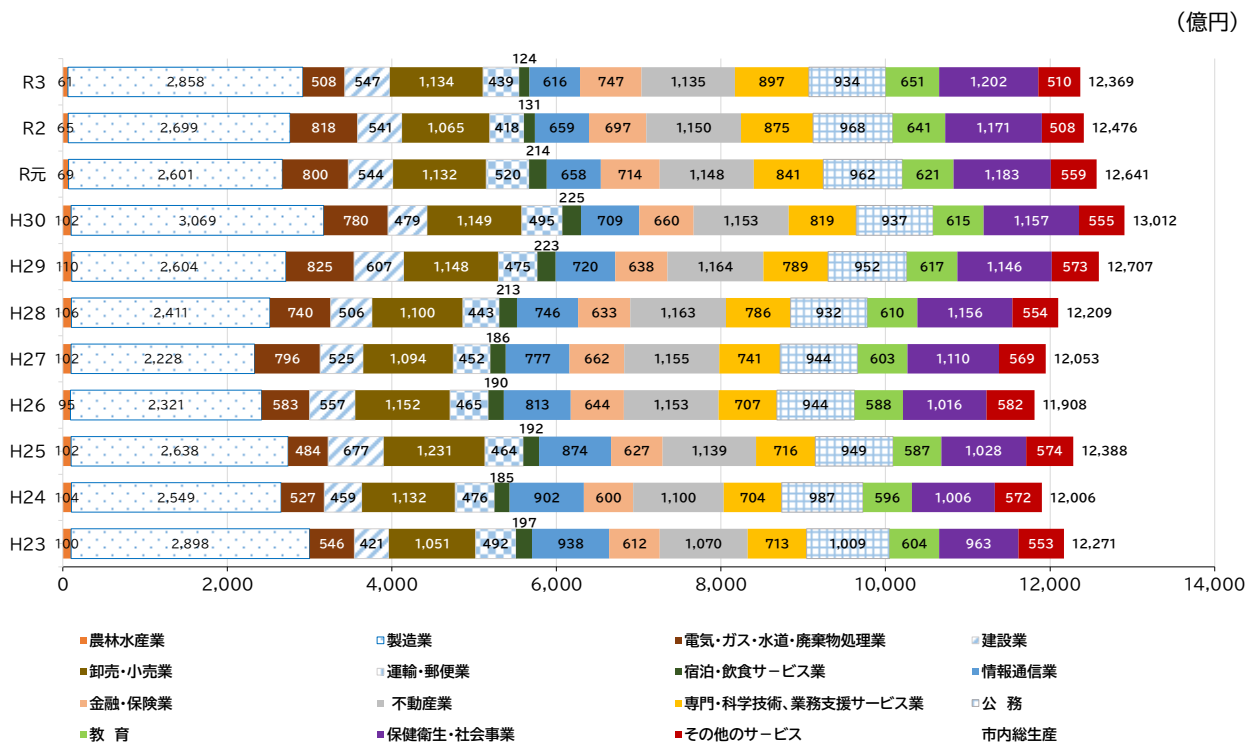 (億円)
124
R3 61 2,858 508 547 1,134 439 616 747 1,135 897 934 651 1,202 510 12,369
131
R2 65 2,699 818 541 1,065 418 659 697 1,150 875 968 641 1,171 508 12,476
214
R元 69 2,601 800 544 1,132 520 658 714 1,148 841 962 621 1,183 559 12,641
225
H30 102 3,069 780 479 1,149 495 709 660 1,153 819 937 615 1,157 555 13,012
223
H29 110 2,604 825 607 1,148 475 720 638 1,164 789 952 617 1,146 573 12,707
213
H28 106 2,411 740 506 1,100 443 746 633 1,163 786 932 610 1,156 554 12,209
186
H27 102 2,228 796 525 1,094 452 777 662 1,155 741 944 603 1,110 569 12,053
190
H26 95 2,321 583 557 1,152 465 813 644 1,153 707 944 588 1,016 582 11,908
192
H25 102 2,638 484 677 1,231 464 874 627 1,139 716 949 587 1,028 574 12,388
185
H24 104 2,549 527 459 1,132 476 902 600 1,100 704 987 596 1,006 572 12,006
197
H23 100 2,898 546 421 1,051 492 938 612 1,070 713 1,009 604 963 553 12,271
0 2,000 4,000 6,000 8,000 10,000 12,000 14,000
農林水産業 製造業 電気・ガス・水道・廃棄物処理業 建設業
卸売・小売業 運輸・郵便業 宿泊・飲食サービス業 情報通信業
金融・保険業 不動産業 専門・科学技術、業務支援サービス業 公　務
教　育 保健衛生・社会事業 その他のサービス 市内総生産